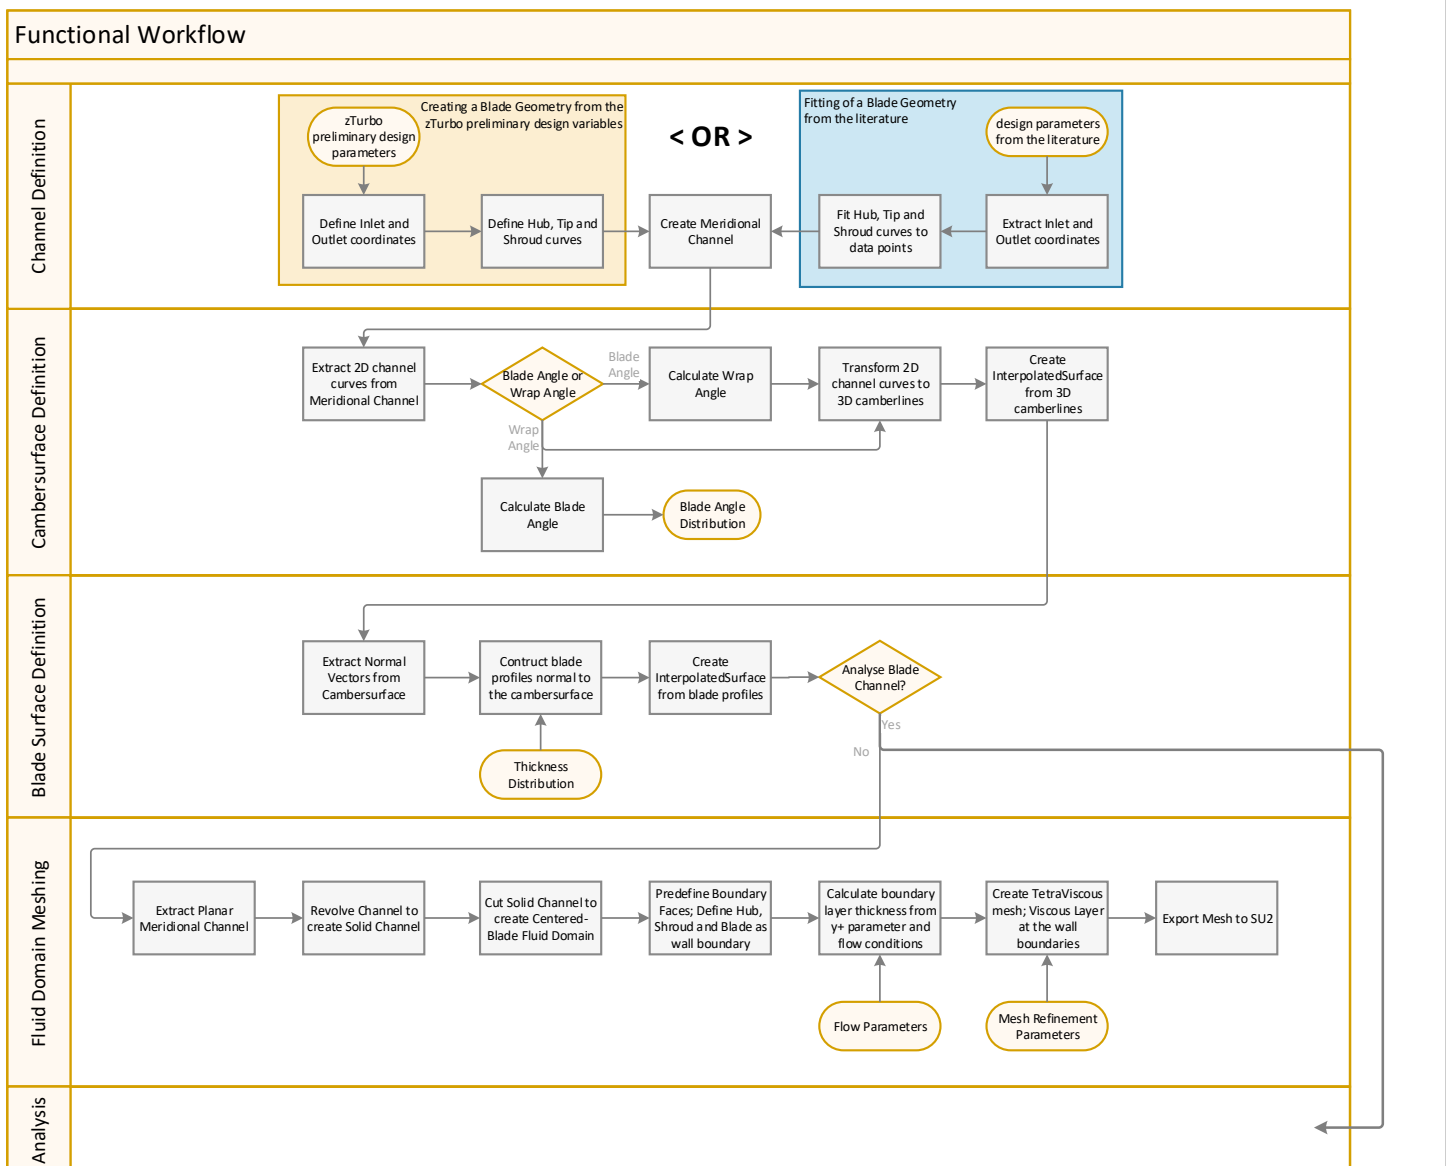 Functional Workflow
Channel Definition
Creating a Blade Geometry from the
zTurbo preliminary design variables
zTurbo
preliminary design
parameters
Define Inlet and
Outlet coordinates
Define Hub, Tip and
Shroud curves
< OR >
Create Meridional
Channel
Fitting of a Blade Geometry
from the literature
design parameters
from the literature
Fit Hub, Tip and
Shroud curves to
data points
Extract Inlet and
Outlet coordinates
Cambersurface Definition
Extract 2D channel
curves from
Meridional Channel
Blade Angle or
Wrap Angle
Blade
Angle
Calculate Wrap
Angle
Transform 2D
channel curves to
3D camberlines
Create
InterpolatedSurface
from 3D
camberlines
Wrap
Angle
Calculate Blade
Angle
Blade Angle
Distribution
Blade Surface Definition
Extract Normal
Vectors from
Cambersurface
Contruct blade
profiles normal to
the cambersurface
Create
InterpolatedSurface
from blade profiles
Analyse Blade
Channel?
Yes
No
Thickness
Distribution
Fluid Domain Meshing
Extract Planar
Meridional Channel
Revolve Channel to
create Solid Channel
Cut Solid Channel to
create Centered-
Blade Fluid Domain
Predefine Boundary
Faces; Define Hub,
Shroud and Blade as
wall boundary
Calculate boundary
layer thickness from
y+ parameter and
flow conditions
Create TetraViscous
mesh; Viscous Layer
at the wall
boundaries
Export Mesh to SU2
Flow Parameters
Mesh Refinement
Parameters
Analysis